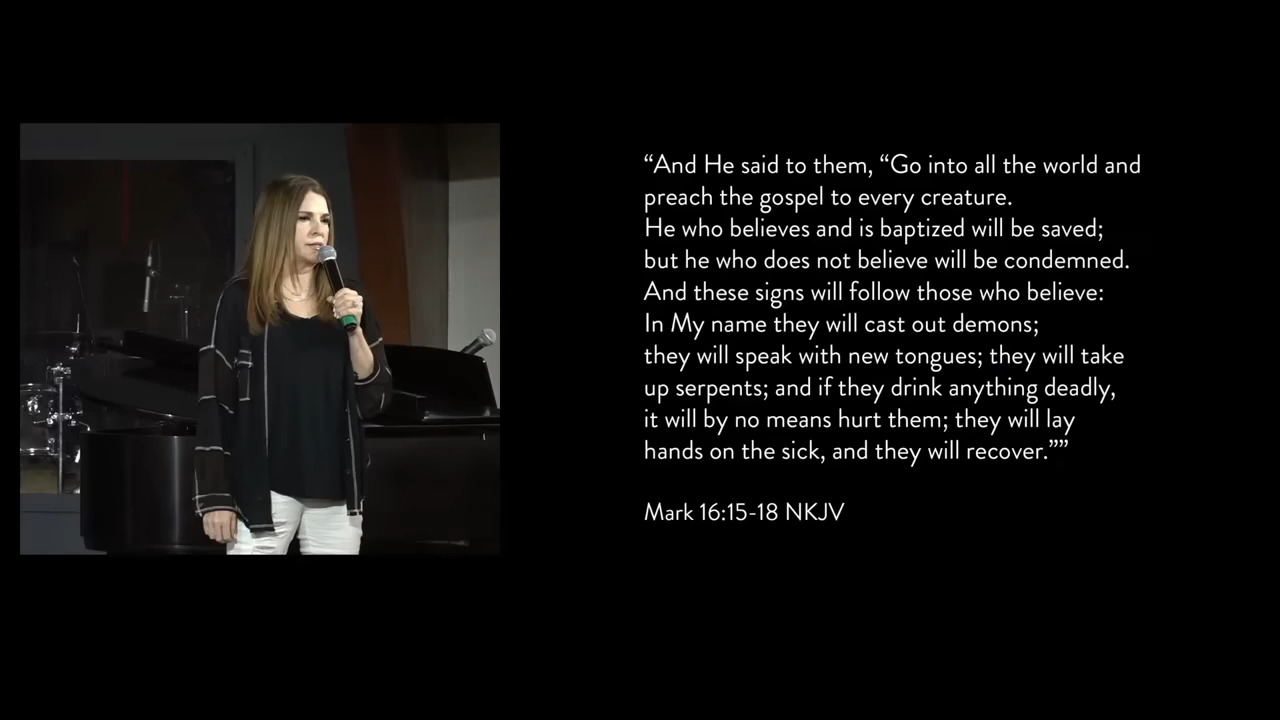 “And He said to them, “Go into all the world and
preach the gospel to every creature.
He who believes and is baptized will be saved;
but he who does not believe will be condemned.
And these signs will follow those who believe:
In My name they will cast out demons;
they will speak with new tongues; they will take
up serpents; and if they drink anything deadly,
it will by no means hurt them; they will lay
hands on the sick, and they will recover.””
Mark 16:15-18 NKJV